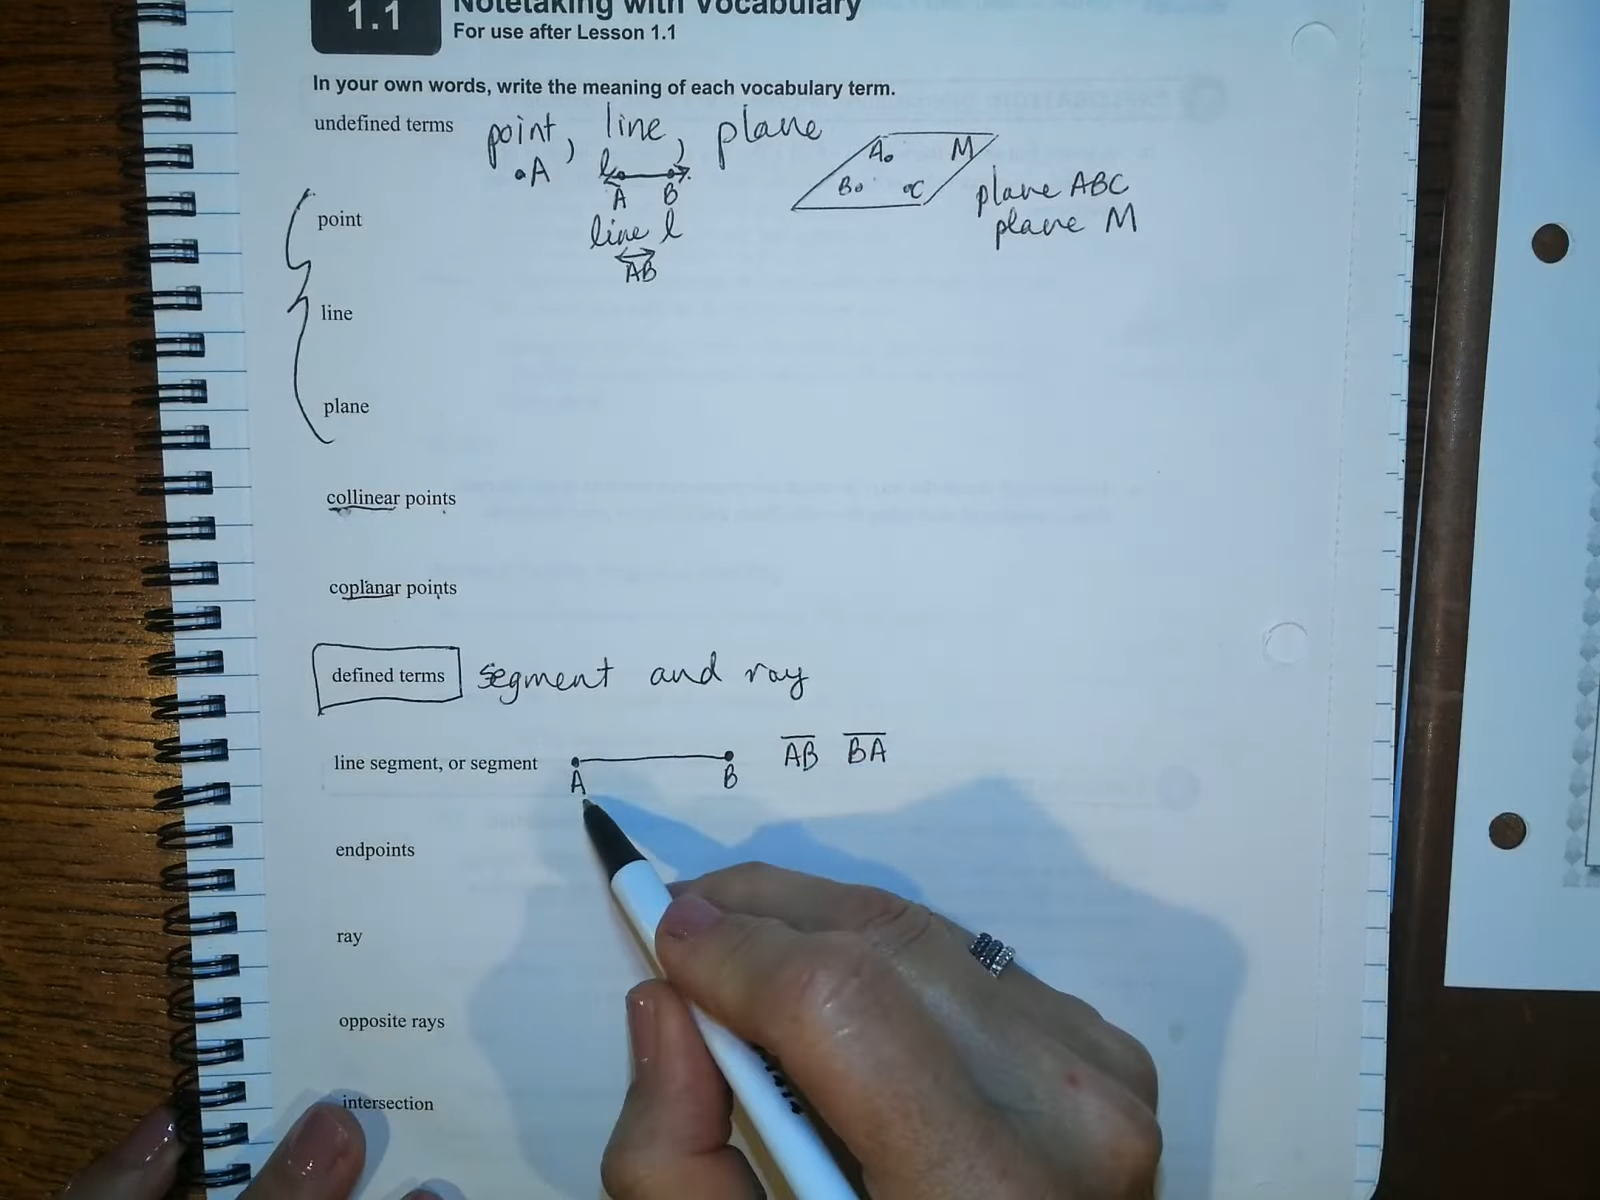 1.1 Notetaking with Vocabulary
For use after Lesson 1.1
In your own words, write the meaning of each vocabulary term.
undefined terms point, line, plane
A l A B
line l
AB
A B C M
plane ABC
plane M
point
line
plane
collinear points
coplanar points
defined terms segment and ray
line segment, or segment A B AB BA
endpoints
ray
opposite rays
intersection